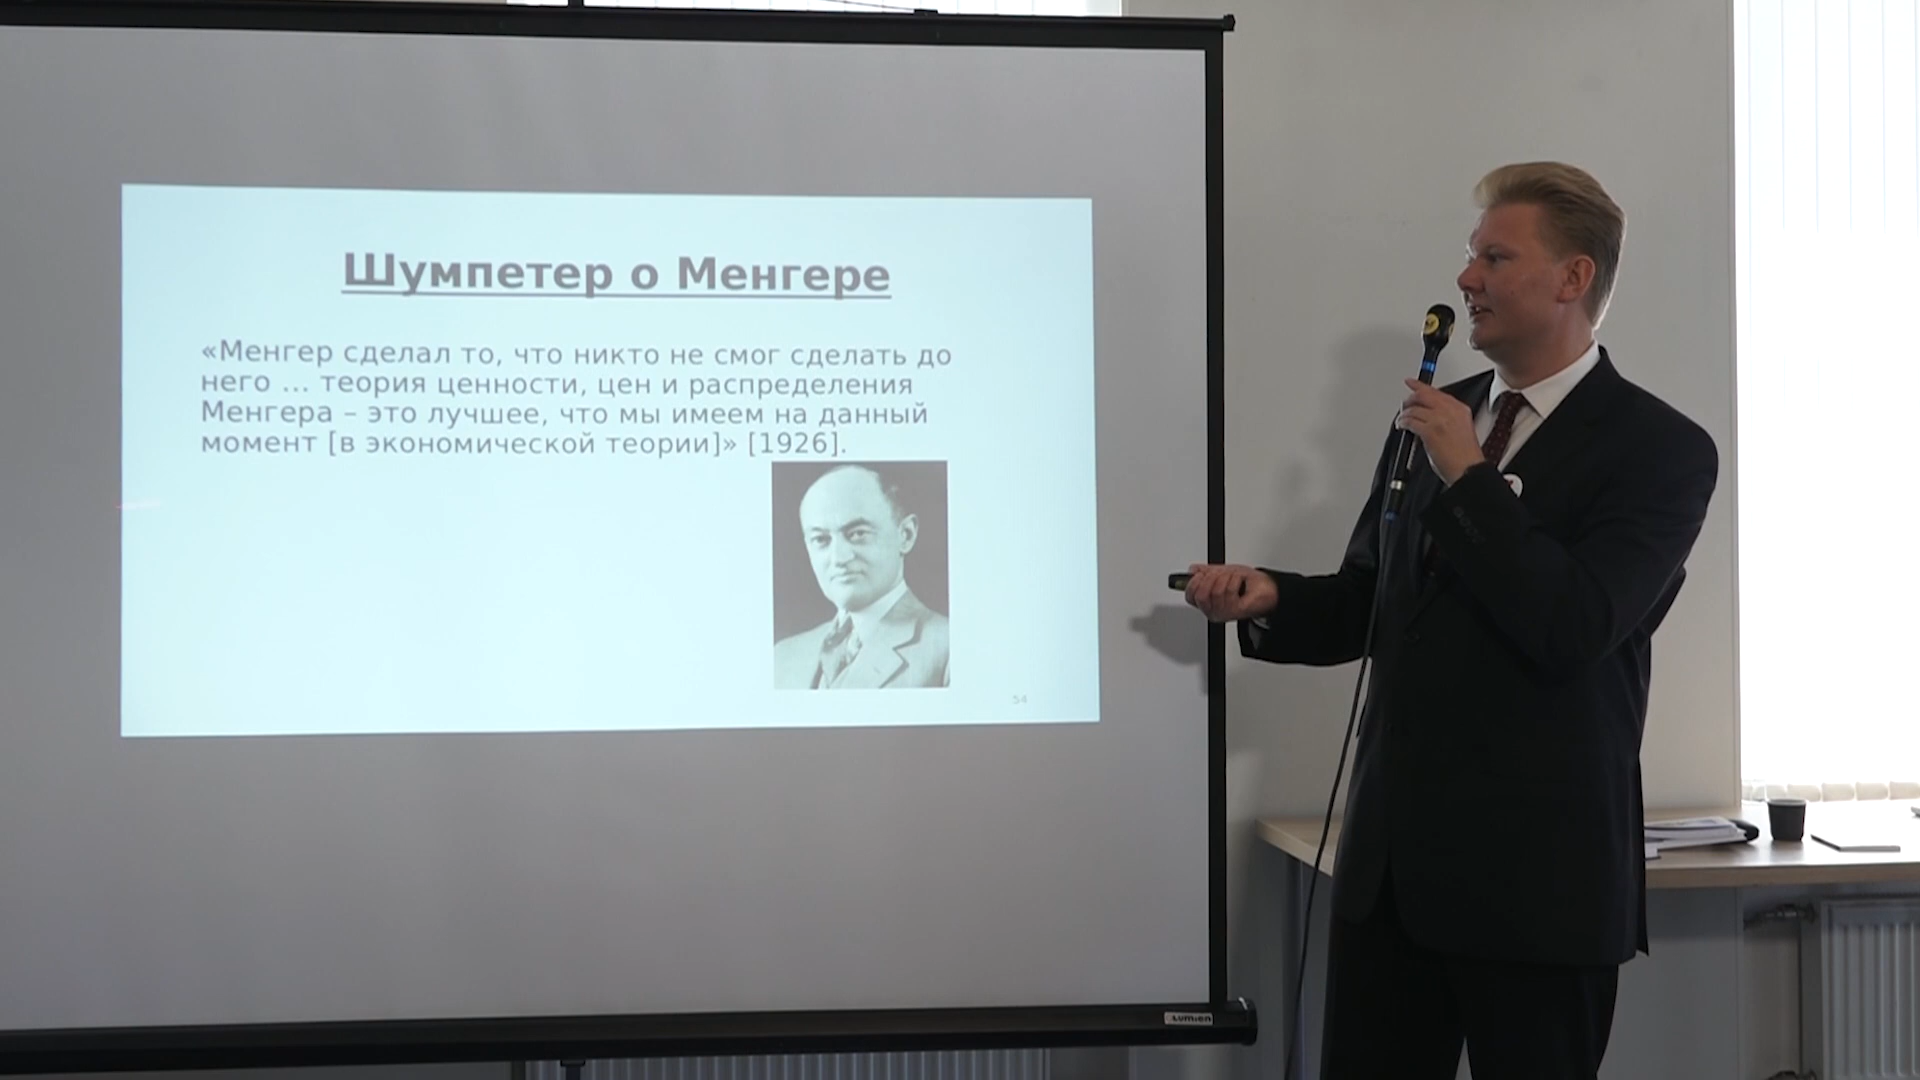 Шумпетер о Менгере
«Менгер сделал то, что никто не смог сделать до
него ... теория ценности, цен и распределения
Менгера – это лучшее, что мы имеем на данный
момент [в экономической теории]» [1926].
54
Lumien